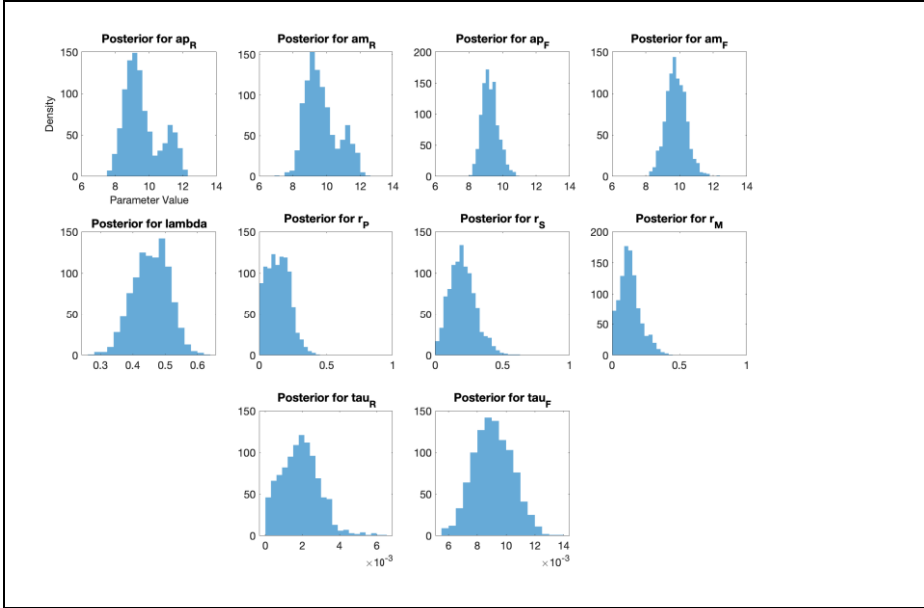 Posterior for ap_R
150
100
50
0
6 8 10 12 14
Density
Parameter Value
Posterior for am_R
150
100
50
0
6 8 10 12 14
Posterior for ap_F
200
150
100
50
0
6 8 10 12 14
Posterior for am_F
150
100
50
0
6 8 10 12 14
Posterior for lambda
150
100
50
0
0.3 0.4 0.5 0.6
Posterior for r_P
150
100
50
0
0 0.5 1
Posterior for r_S
150
100
50
0
0 0.5 1
Posterior for r_M
200
150
100
50
0
0 0.5 1
Posterior for tau_R
150
100
50
0
0 2 4 6
×10⁻³
Posterior for tau_F
150
100
50
0
6 8 10 12 14
×10⁻³